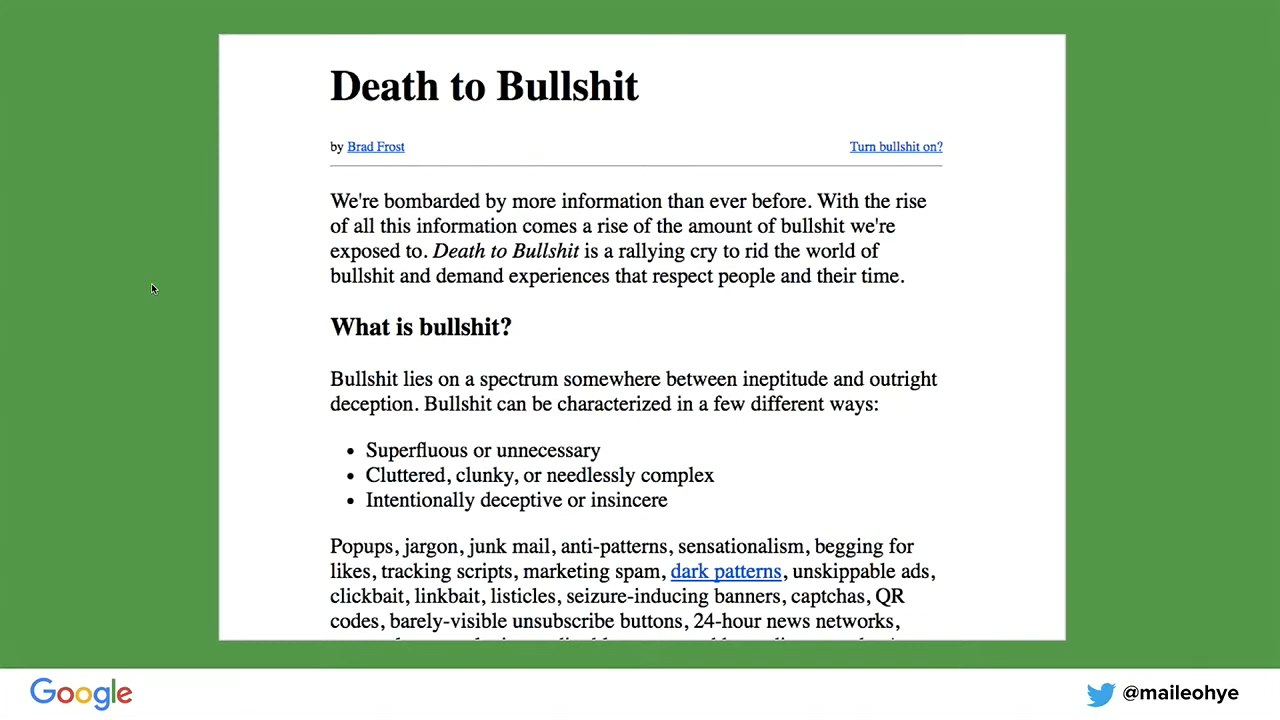 Death to Bullshit
by Brad Frost
Turn bullshit on?
We're bombarded by more information than ever before. With the rise
of all this information comes a rise of the amount of bullshit we're
exposed to. Death to Bullshit is a rallying cry to rid the world of
bullshit and demand experiences that respect people and their time.
What is bullshit?
Bullshit lies on a spectrum somewhere between ineptitude and outright
deception. Bullshit can be characterized in a few different ways:
• Superfluous or unnecessary
• Cluttered, clunky, or needlessly complex
• Intentionally deceptive or insincere
Popups, jargon, junk mail, anti-patterns, sensationalism, begging for
likes, tracking scripts, marketing spam, dark patterns, unskippable ads,
clickbait, linkbait, listicles, seizure-inducing banners, captchas, QR
codes, barely-visible unsubscribe buttons, 24-hour news networks,
Google
@maileohye